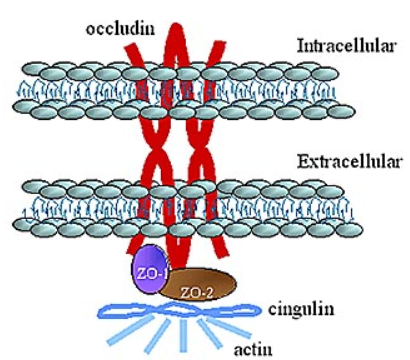 occludin
Intracellular
Extracellular
ZO-1
ZO-2
cingulin
actin